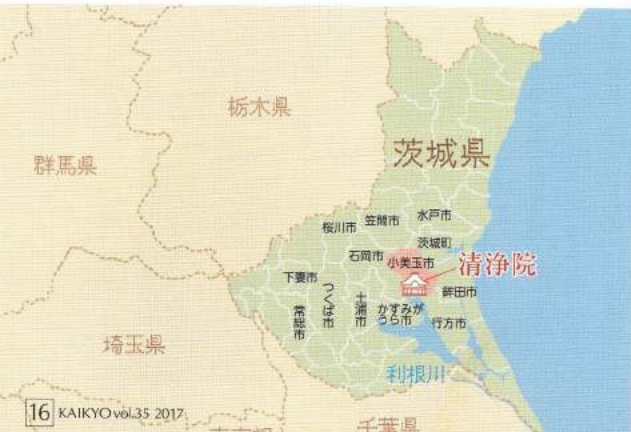 栃木県
群馬県
茨城県
水戸市
笠間市
桜川市
茨城町
石岡市
小美玉市
清浄院
下妻市
鉾田市
つくば市
土浦市
かすみが
うら市
常総市
行方市
埼玉県
利根川
16 KAIKYO vol.35 2017
千葉県